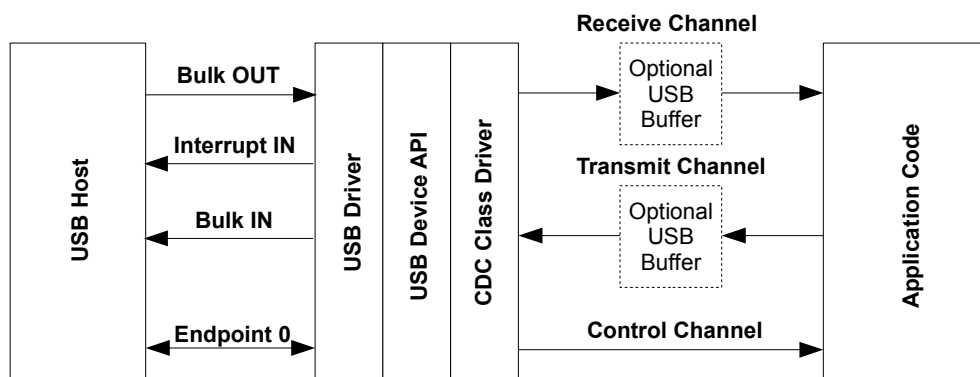 Receive Channel
Bulk OUT
Optional
USB
Buffer
Interrupt IN
Transmit Channel
Bulk IN
Optional
USB
Buffer
Endpoint 0
Control Channel
USB Host
USB Driver
USB Device API
CDC Class Driver
Application Code